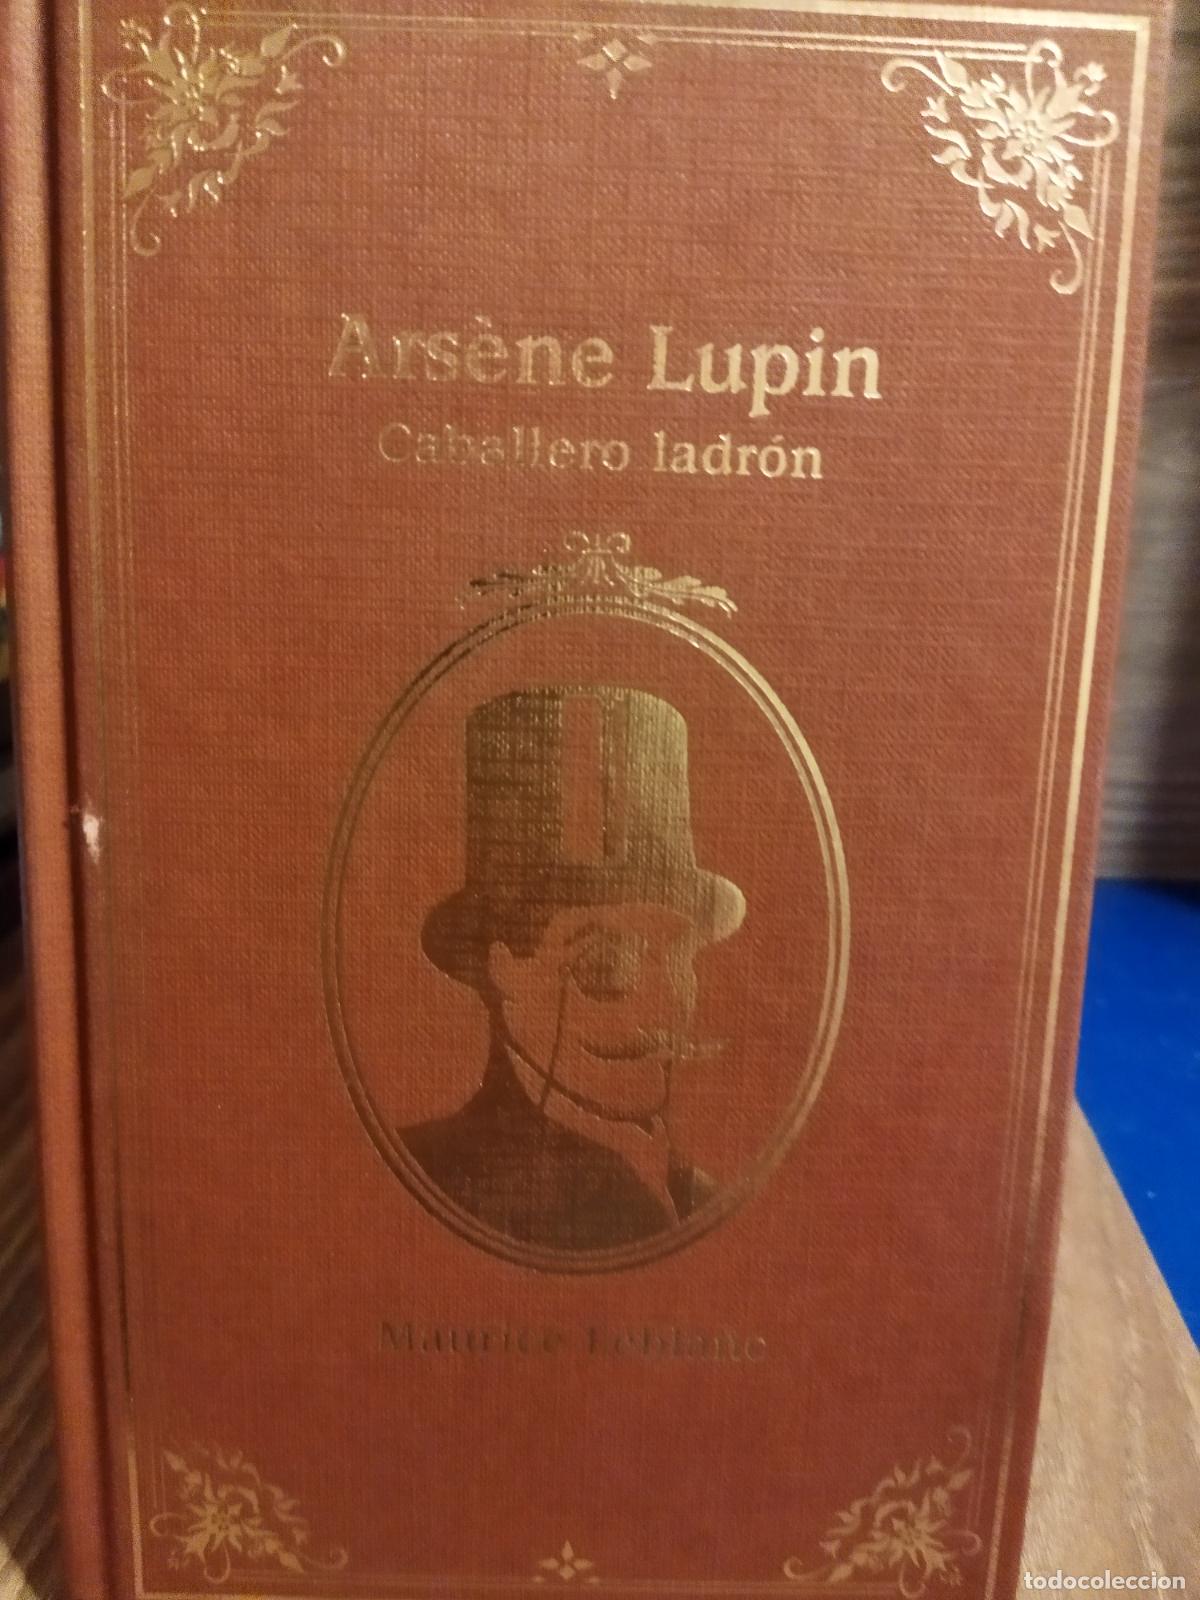 Arsène Lupin
Caballero ladrón
Maurice Leblanc
todocoleccion